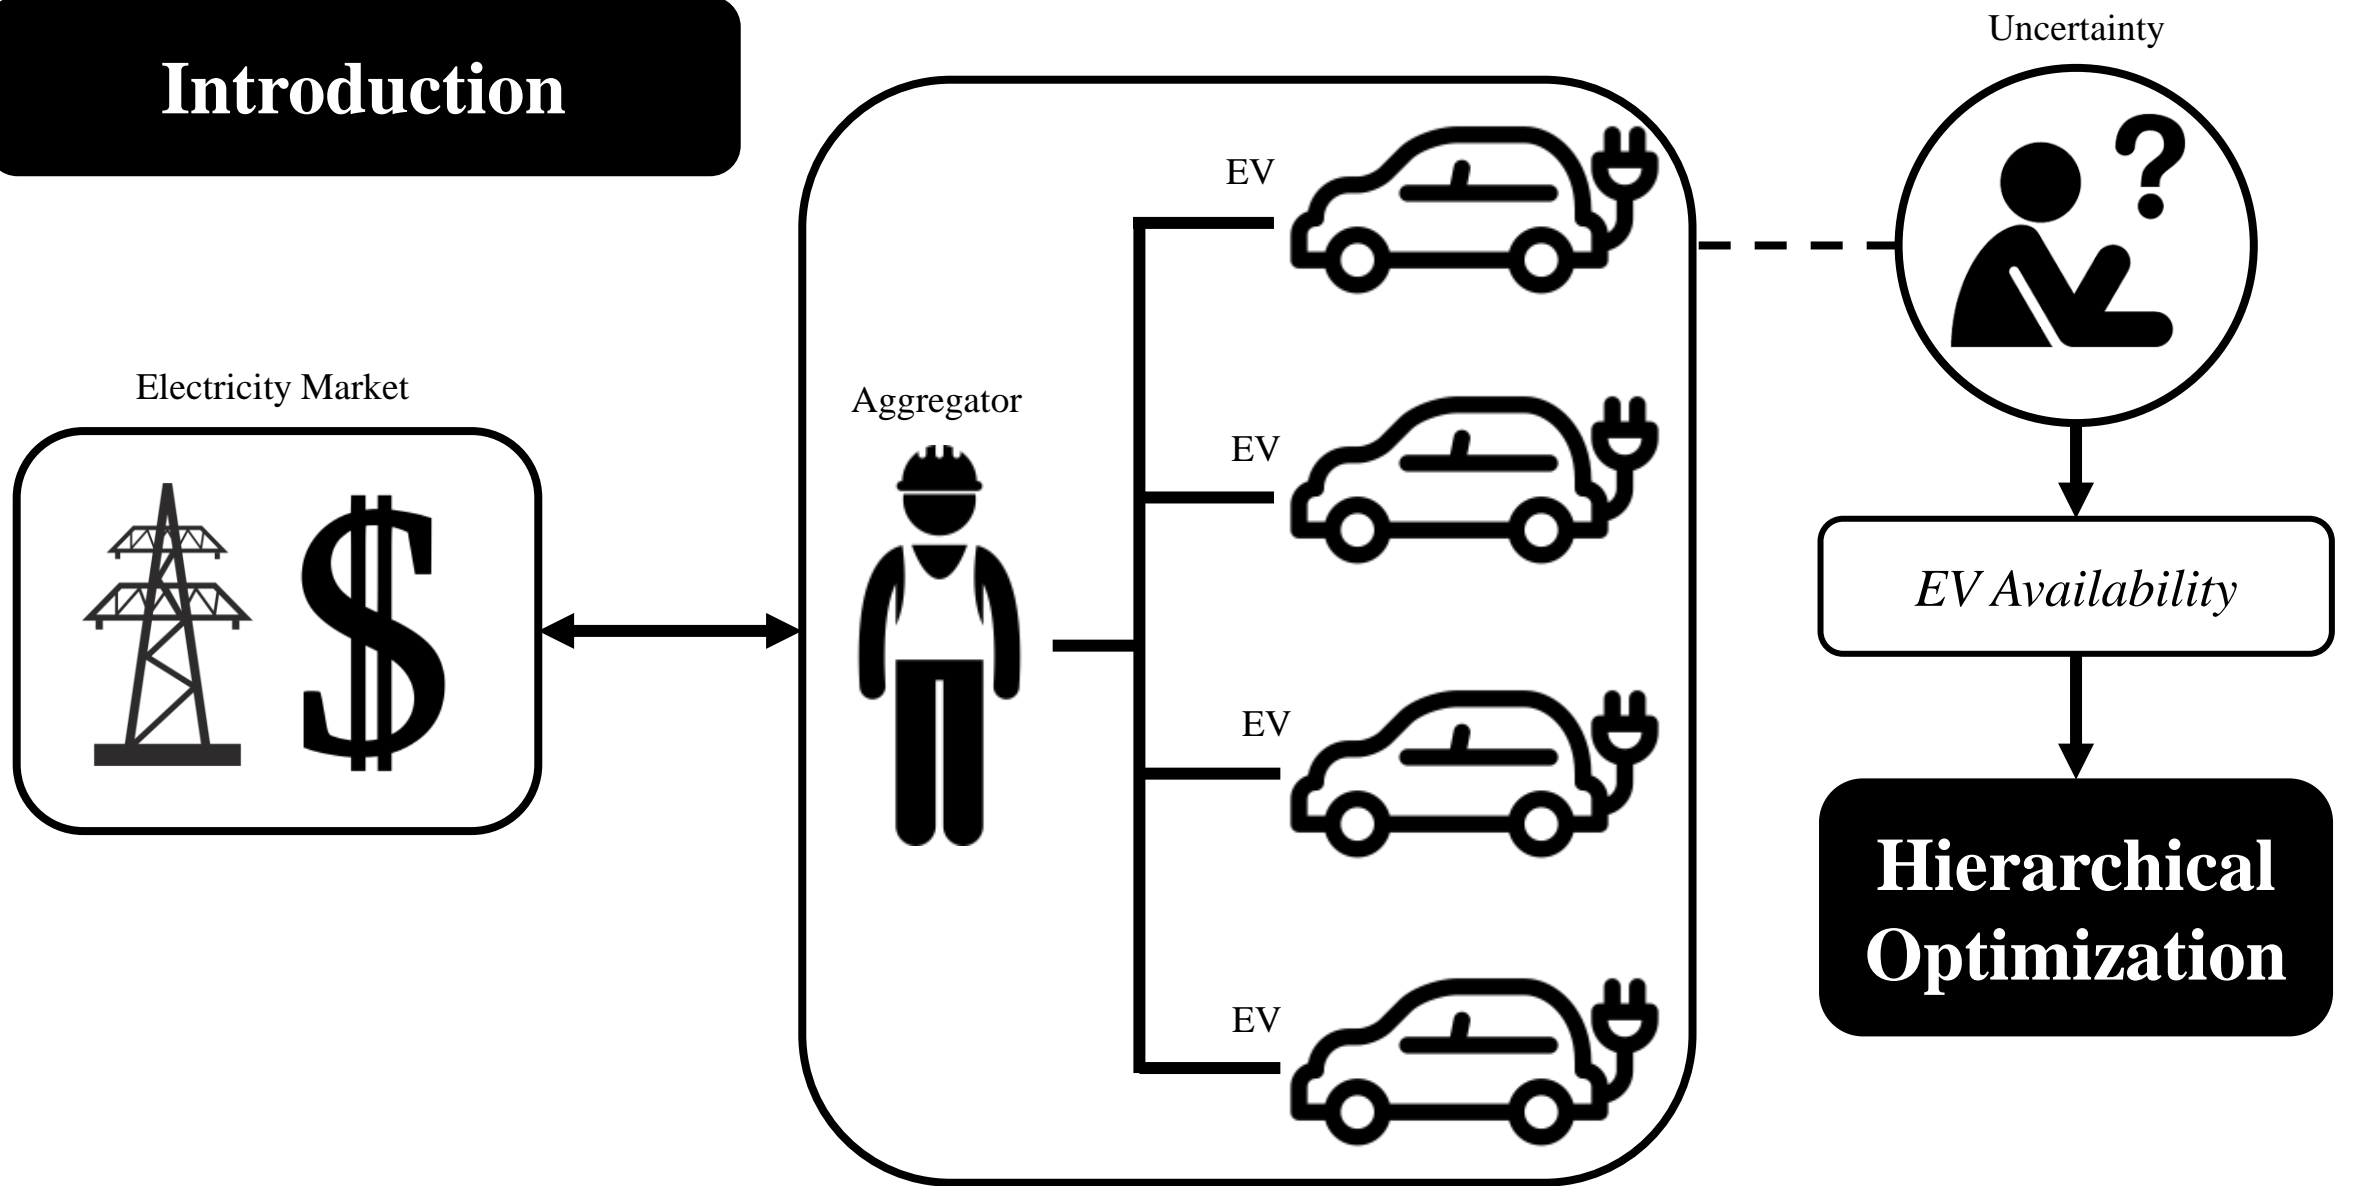 Introduction
Uncertainty
EV
Electricity Market
Aggregator
EV
EV Availability
EV
Hierarchical
Optimization
EV